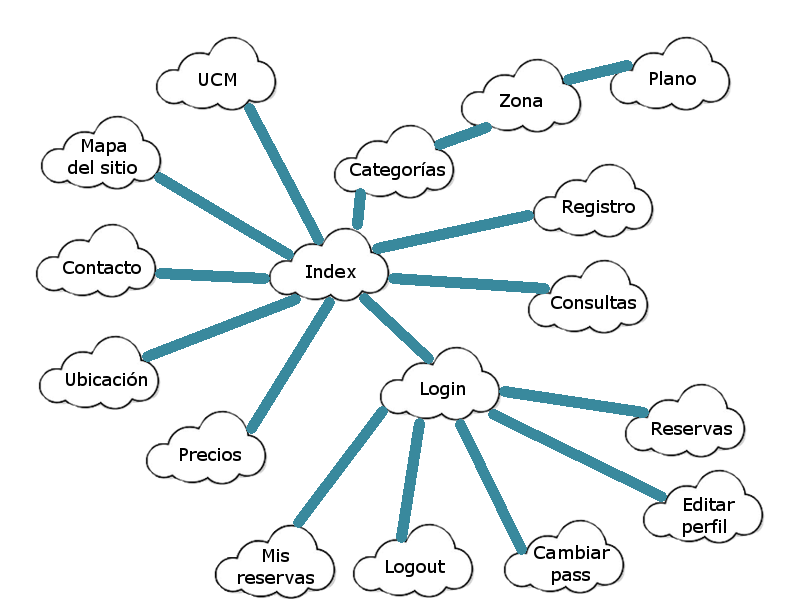 UCM
Plano
Zona
Mapa
del sitio
Categorías
Registro
Contacto
Index
Consultas
Ubicación
Login
Reservas
Precios
Editar
perfil
Mis
reservas
Logout
Cambiar
pass